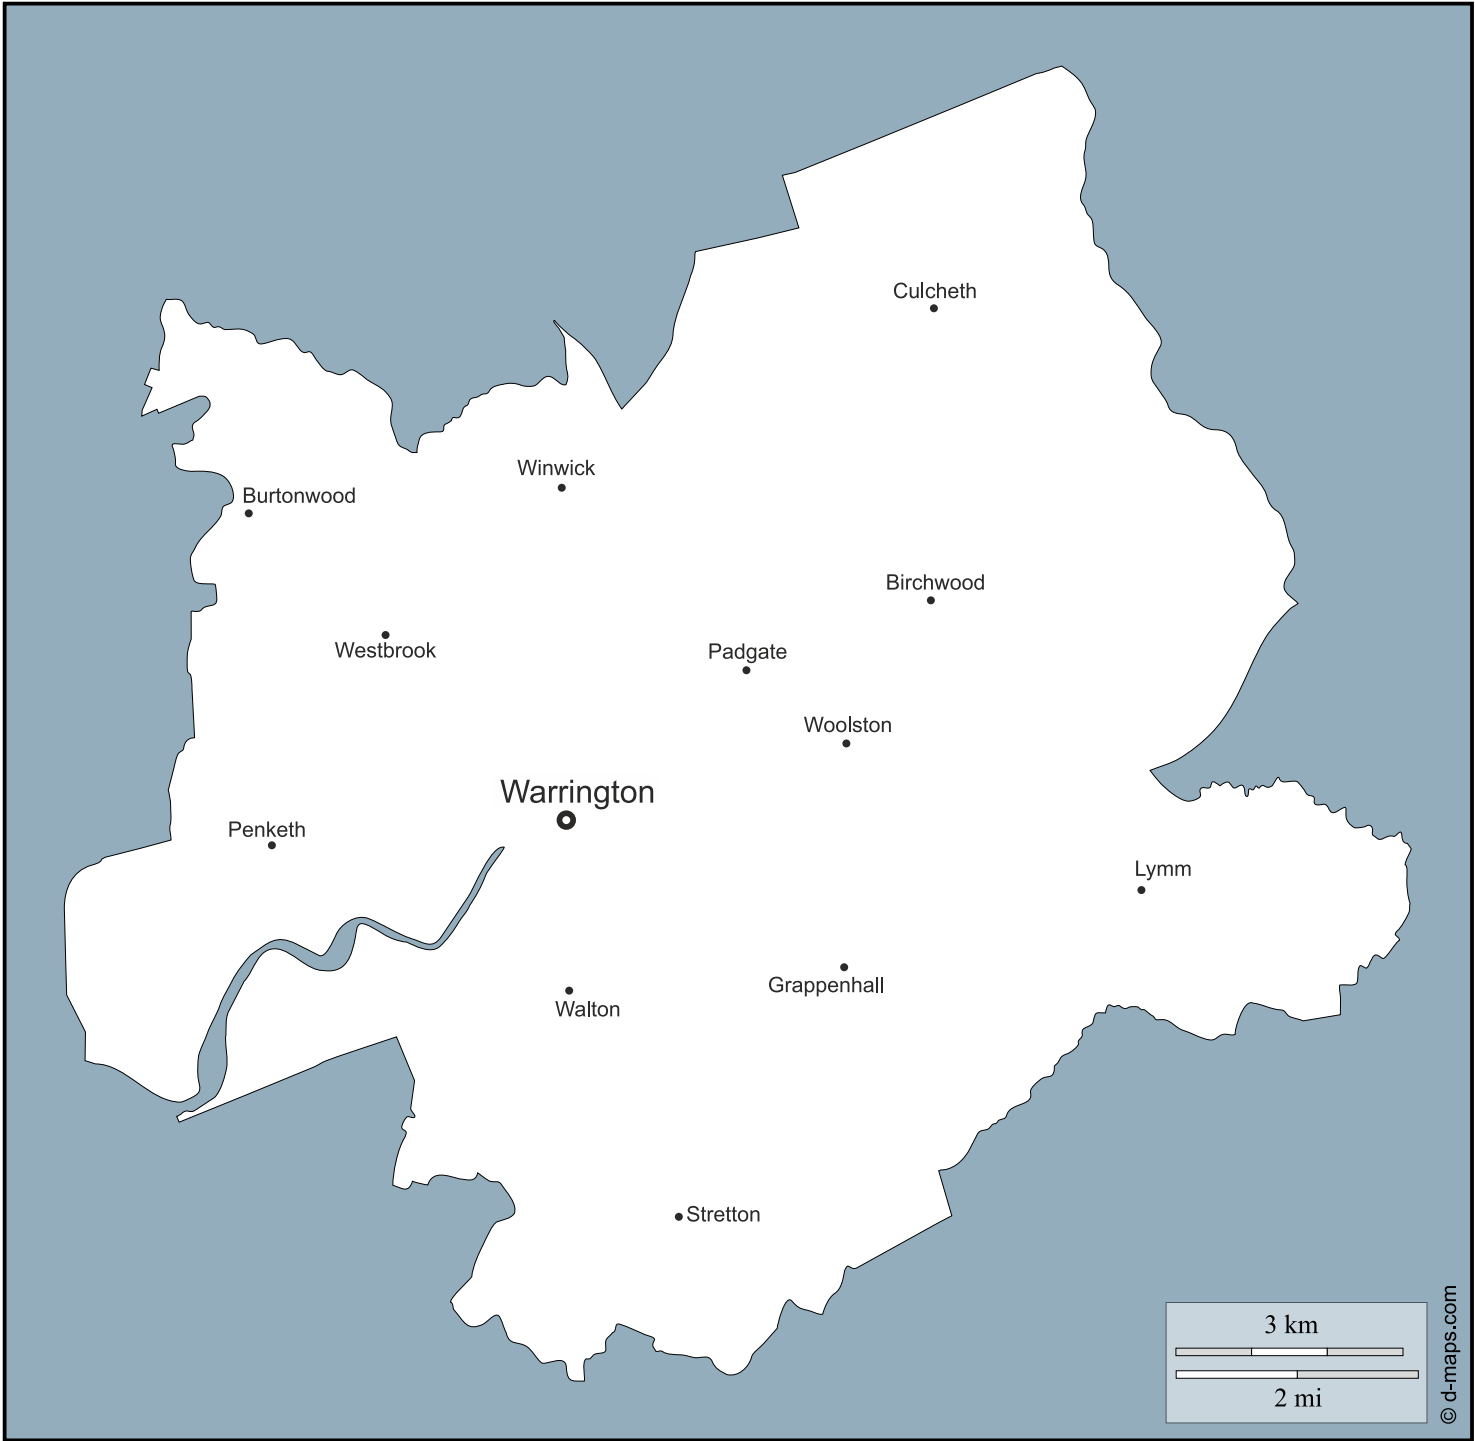 Culcheth
Winwick
Burtonwood
Birchwood
Westbrook
Padgate
Woolston
Warrington
Penketh
Lymm
Grappenhall
Walton
Stretton
3 km
2 mi
© d-maps.com